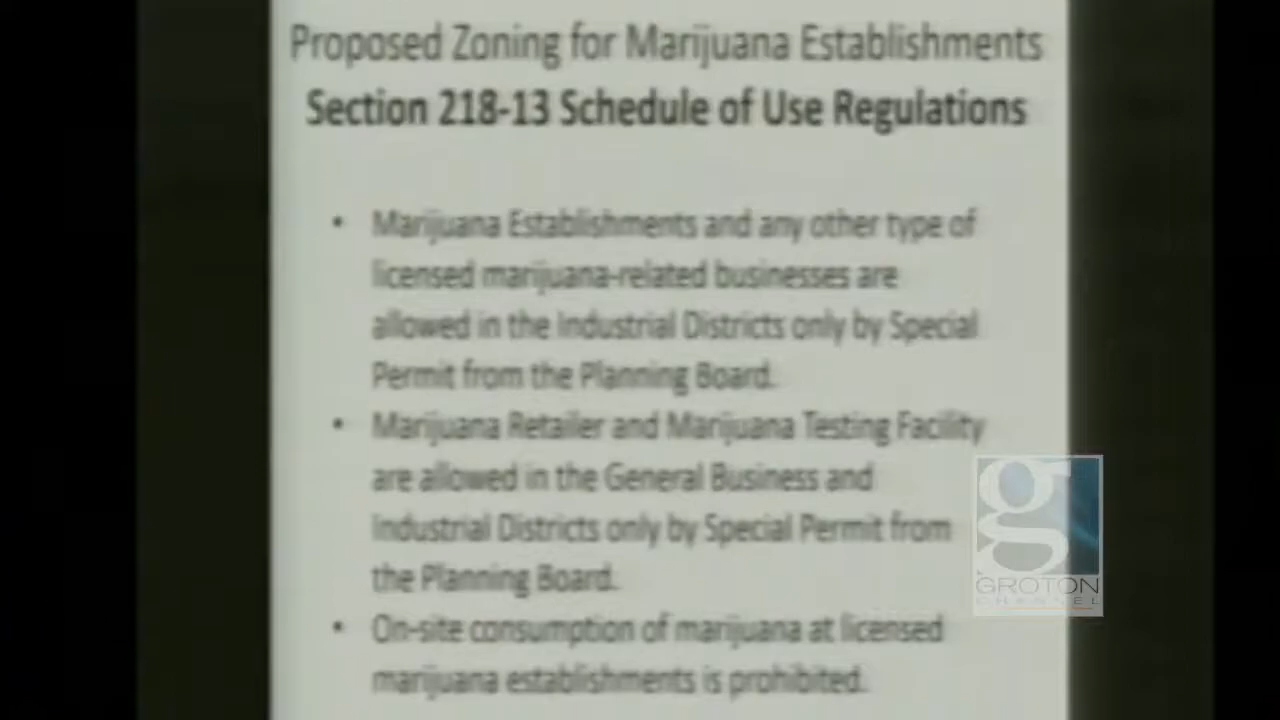 Proposed Zoning for Marijuana Establishments
Section 218-13 Schedule of Use Regulations
• Marijuana Establishments and any other type of
licensed marijuana-related businesses are
allowed in the Industrial Districts only by Special
Permit from the Planning Board.
• Marijuana Retailer and Marijuana Testing Facility
are allowed in the General Business and
Industrial Districts only by Special Permit from
the Planning Board.
• On-site consumption of marijuana at licensed
marijuana establishments is prohibited.
g
GROTON
CHANNEL